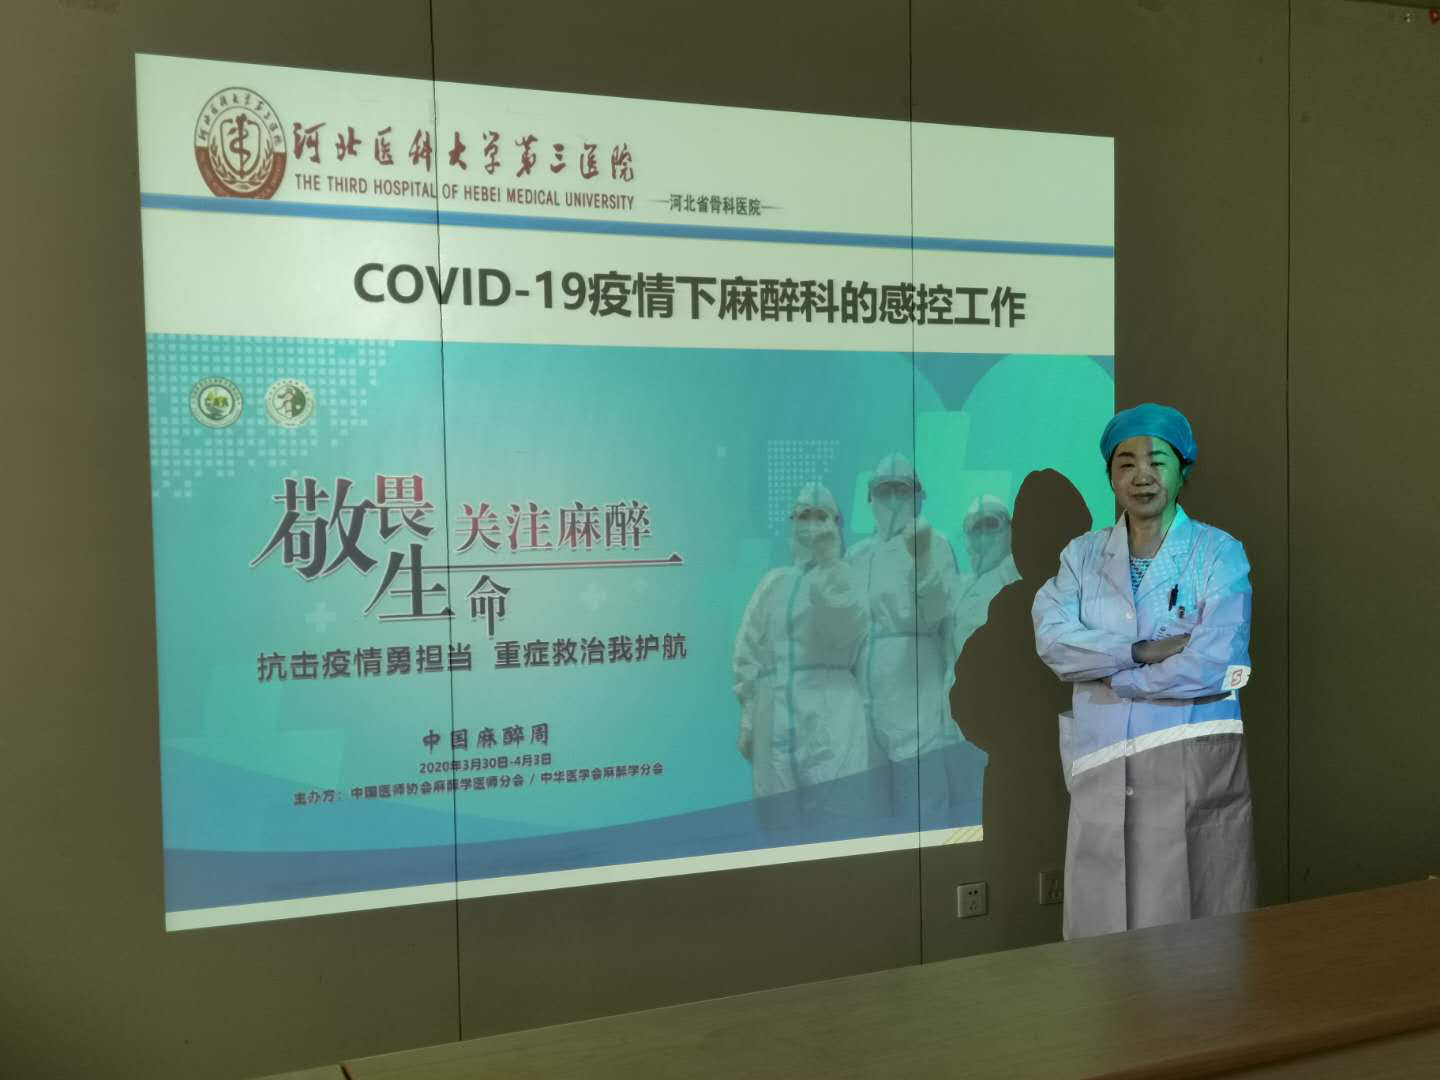 河北医科大学第三医院
THE THIRD HOSPITAL OF HEBEI MEDICAL UNIVERSITY
河北省骨科医院
COVID-19疫情下麻醉科的感控工作
敬畏生命
关注麻醉
抗击疫情勇担当 重症救治我护航
中国麻醉周
2020年3月30日-4月3日
主办方：中国医师协会麻醉学医师分会 / 中华医学会麻醉学分会